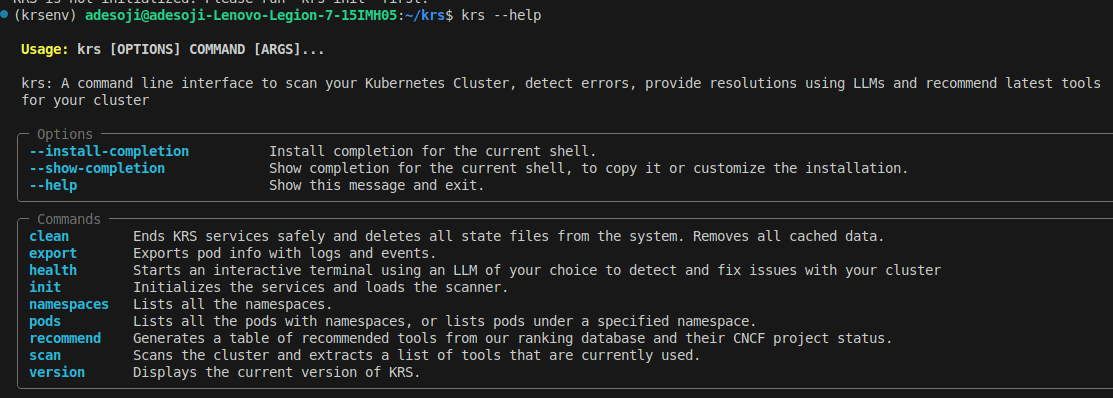 KRS is not initialized. Please run 'krs init' first.
(krsenv) adesoji@adesoji-Lenovo-Legion-7-15IMH05:~/krs$ krs --help
Usage: krs [OPTIONS] COMMAND [ARGS]...
krs: A command line interface to scan your Kubernetes Cluster, detect errors, provide resolutions using LLMs and recommend latest tools
for your cluster
Options
--install-completion Install completion for the current shell.
--show-completion Show completion for the current shell, to copy it or customize the installation.
--help Show this message and exit.
Commands
clean Ends KRS services safely and deletes all state files from the system. Removes all cached data.
export Exports pod info with logs and events.
health Starts an interactive terminal using an LLM of your choice to detect and fix issues with your cluster
init Initializes the services and loads the scanner.
namespaces Lists all the namespaces.
pods Lists all the pods with namespaces, or lists pods under a specified namespace.
recommend Generates a table of recommended tools from our ranking database and their CNCF project status.
scan Scans the cluster and extracts a list of tools that are currently used.
version Displays the current version of KRS.